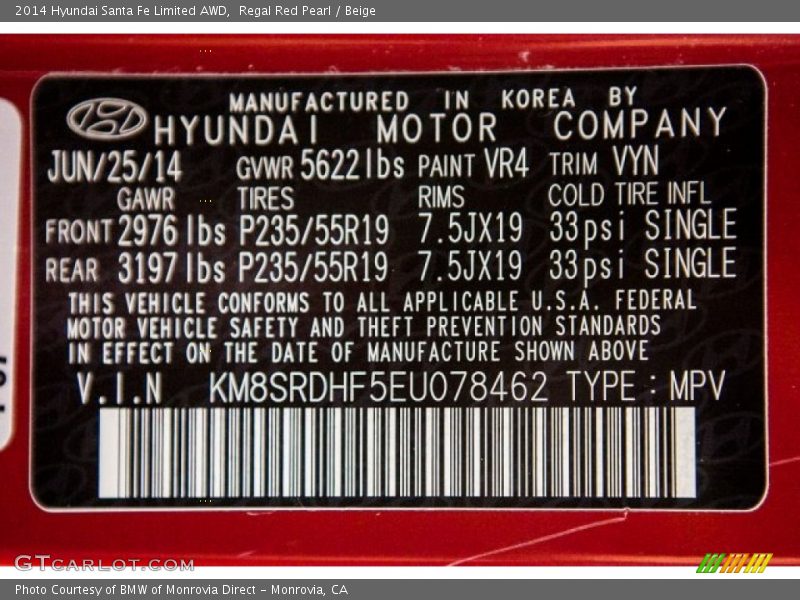 2014 Hyundai Santa Fe Limited AWD,  Regal Red Pearl / Beige
MANUFACTURED IN KOREA BY
HYUNDAI MOTOR COMPANY
JUN/25/14 GVWR 5622lbs PAINT VR4 TRIM VYN
GAWR TIRES RIMS COLD TIRE INFL
FRONT 2976 lbs P235/55R19 7.5JX19 33psi SINGLE
REAR 3197 lbs P235/55R19 7.5JX19 33psi SINGLE
THIS VEHICLE CONFORMS TO ALL APPLICABLE U.S.A. FEDERAL
MOTOR VEHICLE SAFETY AND THEFT PREVENTION STANDARDS
IN EFFECT ON THE DATE OF MANUFACTURE SHOWN ABOVE
V.I.N KM8SRDHF5EU078462 TYPE : MPV
GTCARLOT.COM
Photo Courtesy of BMW of Monrovia Direct - Monrovia, CA